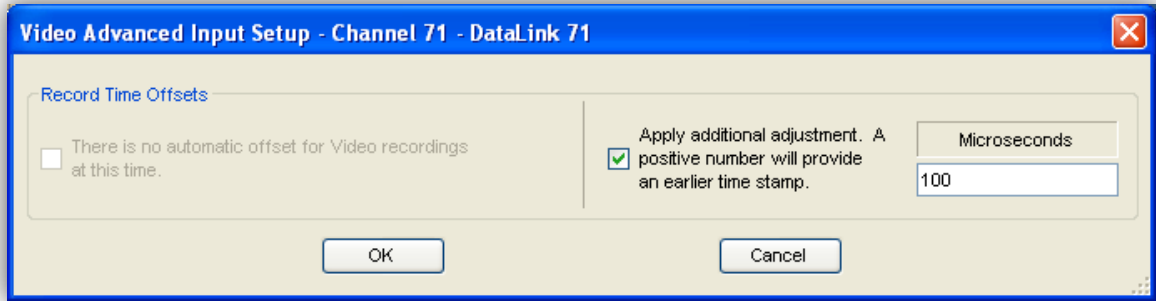 Video Advanced Input Setup - Channel 71 - DataLink 71
Record Time Offsets
There is no automatic offset for Video recordings
at this time.
Apply additional adjustment. A
positive number will provide
an earlier time stamp.
Microseconds
100
OK
Cancel